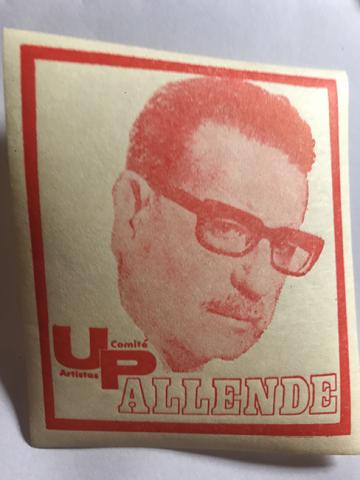 UP
Comité
Artistas
ALLENDE